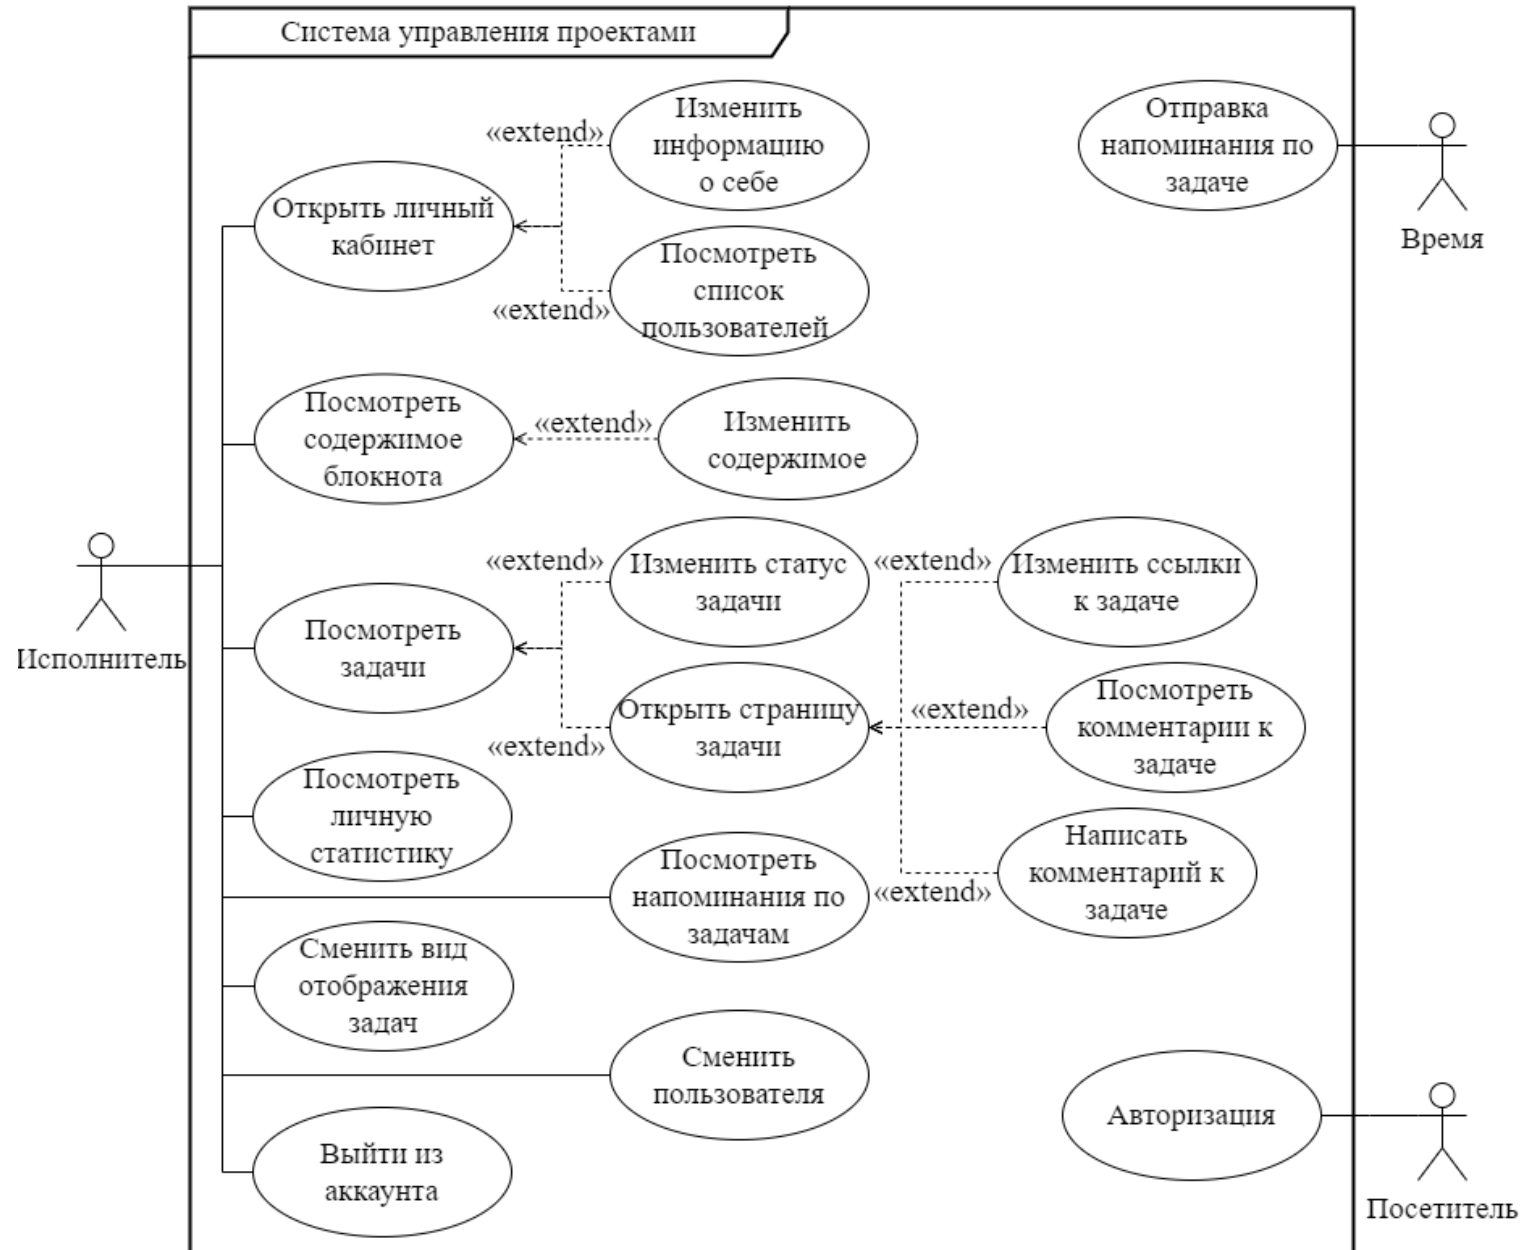 Система управления проектами
«extend»
Изменить
информацию
о себе
Отправка
напоминания по
задаче
Время
Открыть личный
кабинет
«extend»
Посмотреть
список
пользователей
Посмотреть
содержимое
блокнота
«extend»
Изменить
содержимое
Исполнитель
Посмотреть
задачи
«extend»
Изменить статус
задачи
«extend»
Изменить ссылки
к задаче
«extend»
Открыть страницу
задачи
«extend»
Посмотреть
комментарии к
задаче
Посмотреть
личную
статистику
Посмотреть
напоминания по
задачам
«extend»
Написать
комментарий к
задаче
Сменить вид
отображения
задач
Сменить
пользователя
Авторизация
Посетитель
Выйти из
аккаунта